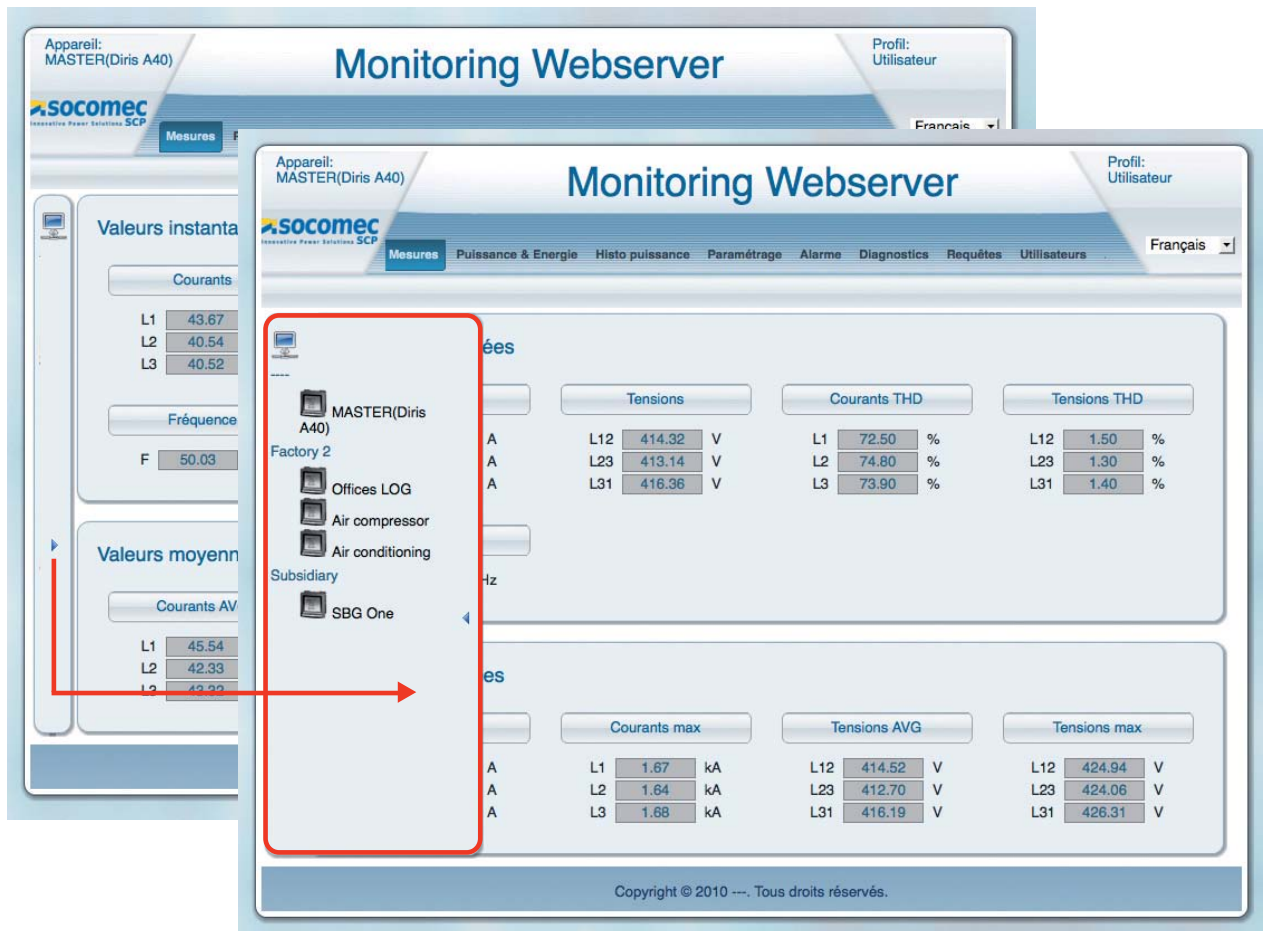 Appareil:
MASTER(Diris A40)
Monitoring Webserver
Profil:
Utilisateur
socomec
Innovative Power Solutions SCP
Mesures
Français
Valeurs instanta
Courants
L1 43.67
L2 40.54
L3 40.52
Fréquence
F 50.03
Valeurs moyenn
Courants AV
L1 45.54
L2 42.33
L3 43.32
Appareil:
MASTER(Diris A40)
Monitoring Webserver
Profil:
Utilisateur
socomec
Innovative Power Solutions SCP
Mesures Puissance & Energie Histo puissance Paramétrage Alarme Diagnostics Requêtes Utilisateurs
Français
----
MASTER(Diris
A40)
Factory 2
Offices LOG
Air compressor
Air conditioning
Subsidiary
SBG One
ées
Tensions Courants THD Tensions THD
A L12 414.32 V L1 72.50 % L12 1.50 %
A L23 413.14 V L2 74.80 % L23 1.30 %
A L31 416.36 V L3 73.90 % L31 1.40 %
Hz
es
Courants max Tensions AVG Tensions max
A L1 1.67 kA L12 414.52 V L12 424.94 V
A L2 1.64 kA L23 412.70 V L23 424.06 V
A L3 1.68 kA L31 416.19 V L31 426.31 V
Copyright © 2010 ---. Tous droits réservés.